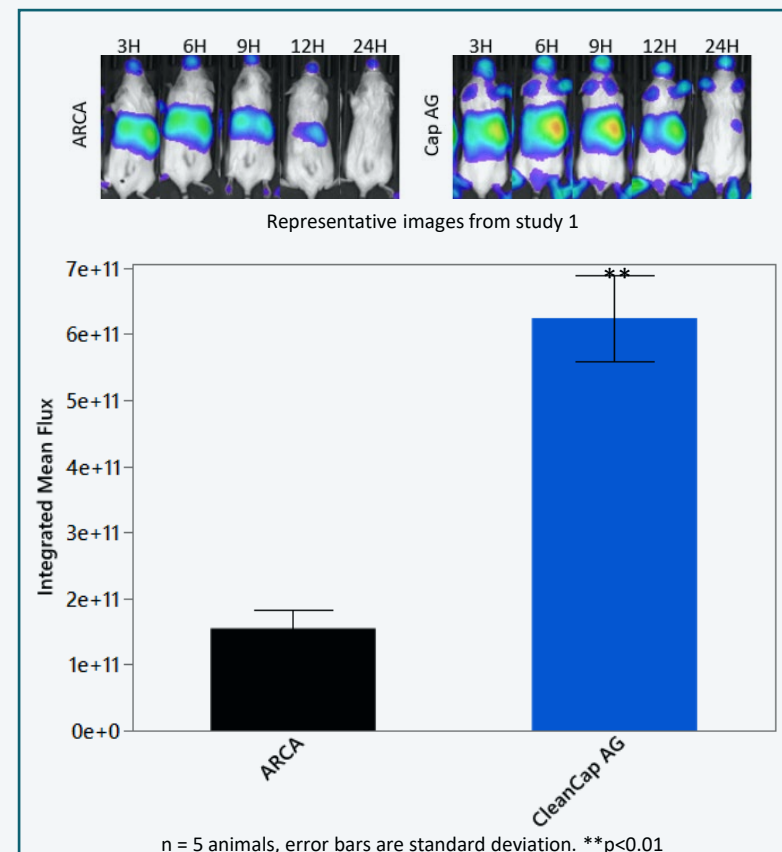 3H 6H 9H 12H 24H
ARCA
3H 6H 9H 12H 24H
Cap AG
Representative images from study 1
**
7e+11
6e+11
5e+11
4e+11
3e+11
2e+11
1e+11
0e+0
Integrated Mean Flux
ARCA
CleanCap AG
n = 5 animals, error bars are standard deviation. **p<0.01